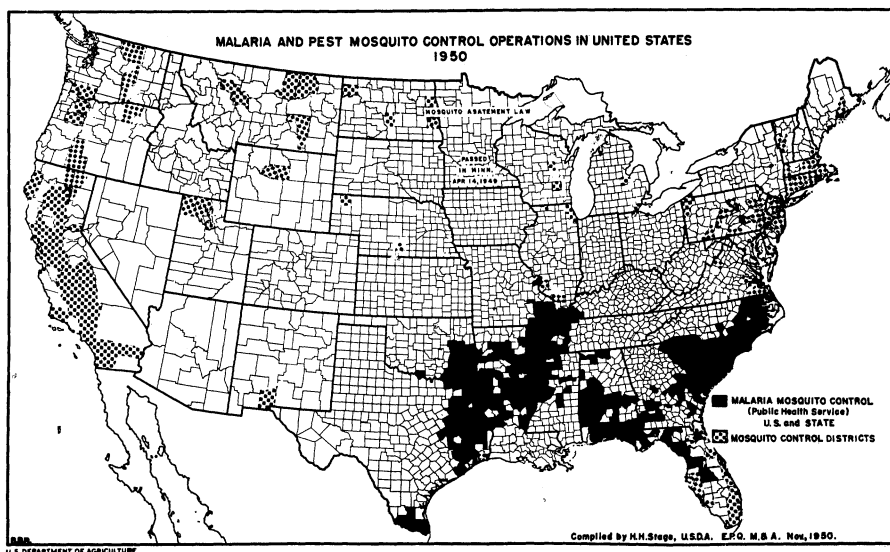 MALARIA AND PEST MOSQUITO CONTROL OPERATIONS IN UNITED STATES
1950
MOSQUITO ABATEMENT LAW
PASSED
IN MINN.
APR. 14, 1949
MALARIA MOSQUITO CONTROL
(Public Health Service)
U.S. and STATE
MOSQUITO CONTROL DISTRICTS
Compiled by H.H. Stage, U.S.D.A. E.P.Q. M.& A. Nov., 1950.
U.S. DEPARTMENT OF AGRICULTURE